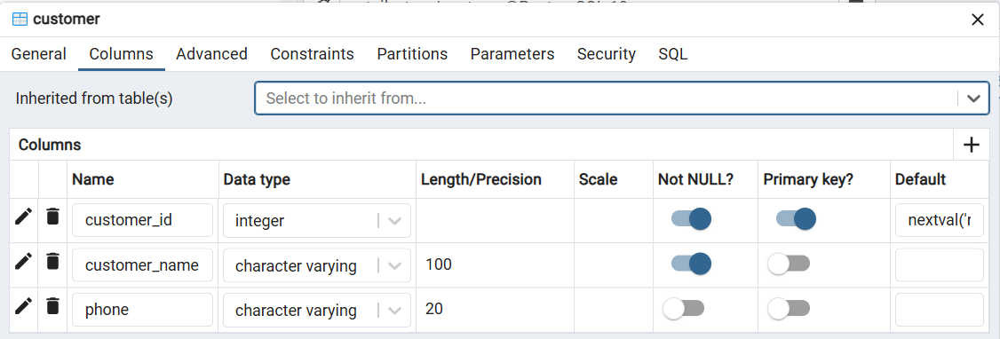 customer
General Columns Advanced Constraints Partitions Parameters Security SQL
Inherited from table(s) Select to inherit from...
Columns
Name Data type Length/Precision Scale Not NULL? Primary key? Default
customer_id integer nextval('r
customer_name character varying 100
phone character varying 20